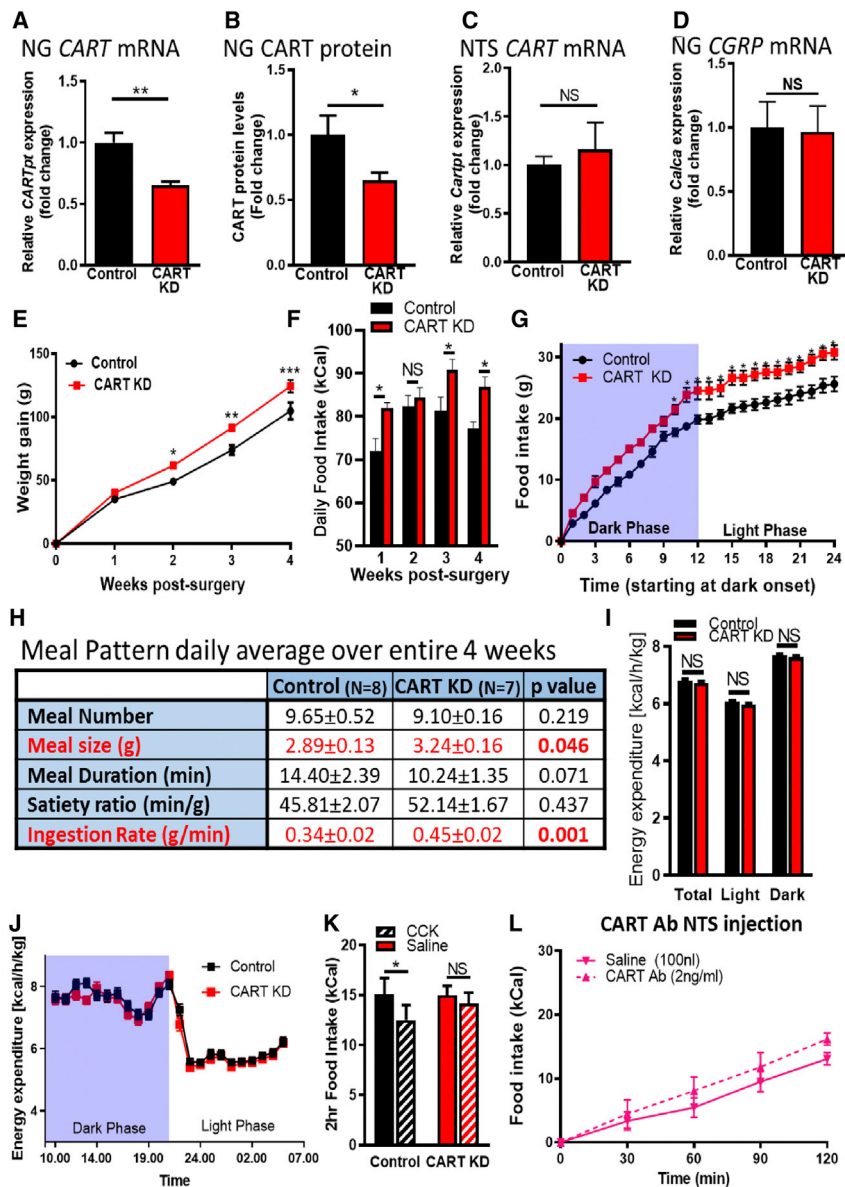 A
NG CART mRNA
**
Relative CARTpt expression
(fold change)
1.5
1.0
0.5
0.0
Control
CART
KD
B
NG CART protein
*
CART protein levels
(Fold change)
1.5
1.0
0.5
0.0
Control
CART
KD
C
NTS CART mRNA
NS
Relative Cartpt expression
(fold change)
2.0
1.5
1.0
0.5
0.0
Control
CART
KD
D
NG CGRP mRNA
NS
Relative Calca expression
(fold change)
1.5
1.0
0.5
0.0
Control
CART
KD
E
Control
CART KD
Weight gain (g)
150
100
50
0
* ** ***
0 1 2 3 4
Weeks post-surgery
F
Control
CART KD
Daily Food Intake (kCal)
100
90
80
70
60
50
* NS * *
1 2 3 4
Weeks post-surgery
G
Control
CART KD
Food intake (g)
30
20
10
0
* * * * * * * * * * * * * * *
Dark Phase Light Phase
0 3 6 9 12 15 18 21 24
Time (starting at dark onset)
H
Meal Pattern daily average over entire 4 weeks
Control (N=8) CART KD (N=7) p value
Meal Number 9.65±0.52 9.10±0.16 0.219
Meal size (g) 2.89±0.13 3.24±0.16 0.046
Meal Duration (min) 14.40±2.39 10.24±1.35 0.071
Satiety ratio (min/g) 45.81±2.07 52.14±1.67 0.437
Ingestion Rate (g/min) 0.34±0.02 0.45±0.02 0.001
I
Control
CART KD
NS
NS
NS
Energy expenditure [kcal/h/kg]
8
6
4
2
0
Total Light Dark
J
Energy expenditure [kcal/h/kg]
8
6
4
Control
CART KD
Dark Phase Light Phase
10.00 14.00 19.00 24.00 07.00
Time
K
CCK
Saline
* NS
2hr Food Intake (kCal)
20
15
10
5
0
Control CART KD
L
CART Ab NTS injection
Saline (100nl)
CART Ab (2ng/ml)
Food intake (kCal)
30
20
10
0
0 30 60 90 120
Time (min)